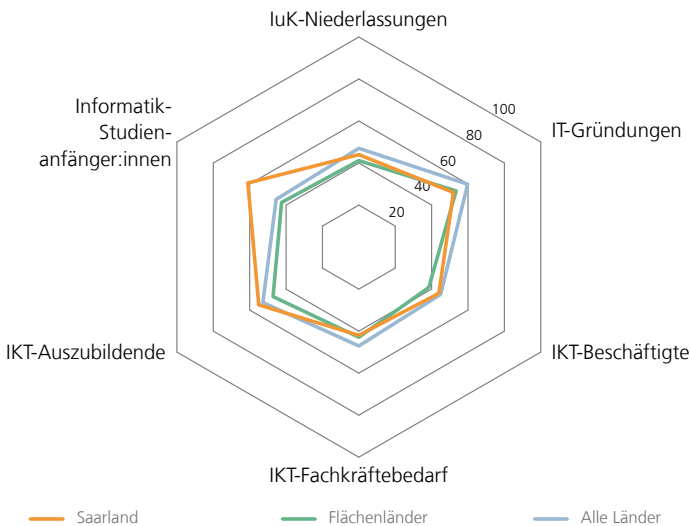 IuK-Niederlassungen
100
Informatik-
Studien-
anfänger:innen
IT-Gründungen
80
60
40
20
IKT-Auszubildende
IKT-Beschäftigte
IKT-Fachkräftebedarf
Saarland
Flächenländer
Alle Länder